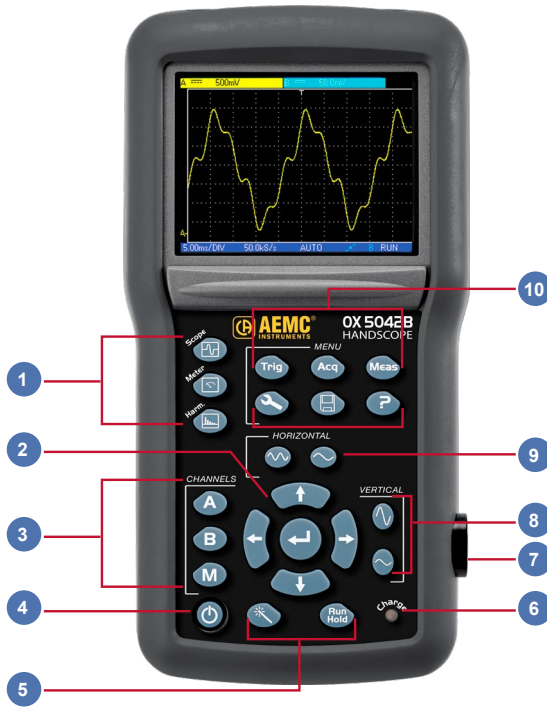 A 500mV B 50.0mV
T
A
5.00ms/DIV 50.0kS/s AUTO B RUN
10
AEMC®
INSTRUMENTS
OX 5042B
HANDSCOPE
Scope
MENU
Trig Acq Meas
1
Meter
?
Harm.
2
HORIZONTAL
9
CHANNELS
VERTICAL
A
8
3
B
7
M
4
Charge
6
Run
Hold
5